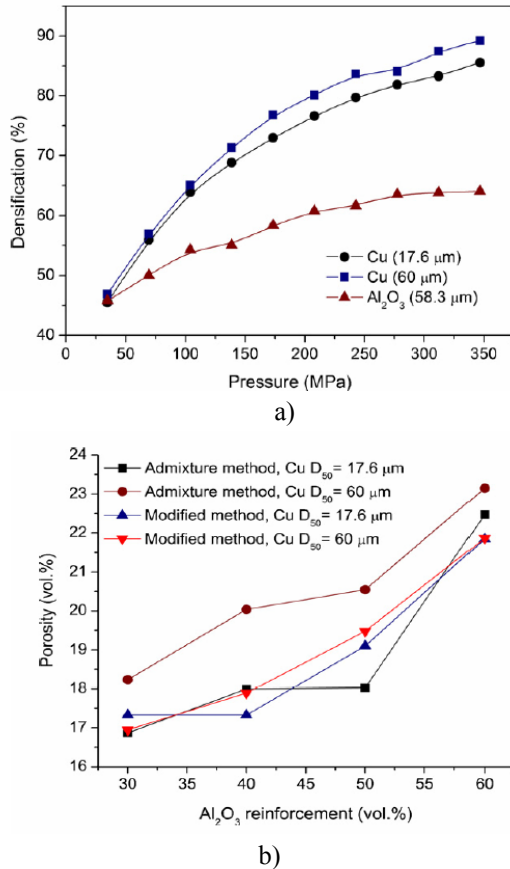 90
80
70
60
50
40
Densification (%)
Cu (17.6 μm)
Cu (60 μm)
Al₂O₃ (58.3 μm)
0 50 100 150 200 250 300 350
Pressure (MPa)
a)
24
23
22
21
20
19
18
17
16
Porosity (vol.%)
Admixture method, Cu D₅₀= 17.6 μm
Admixture method, Cu D₅₀= 60 μm
Modified method, Cu D₅₀= 17.6 μm
Modified method, Cu D₅₀= 60 μm
30 35 40 45 50 55 60
Al₂O₃ reinforcement (vol.%)
b)